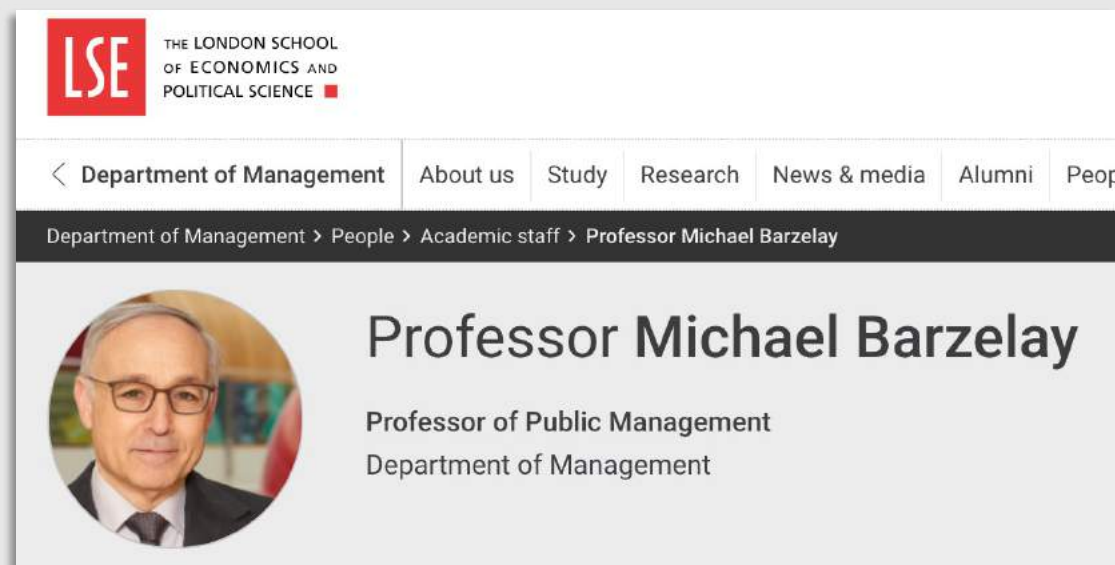 LSE
THE LONDON SCHOOL
OF ECONOMICS AND
POLITICAL SCIENCE
< Department of Management
About us
Study
Research
News & media
Alumni
Peop
Department of Management > People > Academic staff > Professor Michael Barzelay
Professor Michael Barzelay
Professor of Public Management
Department of Management